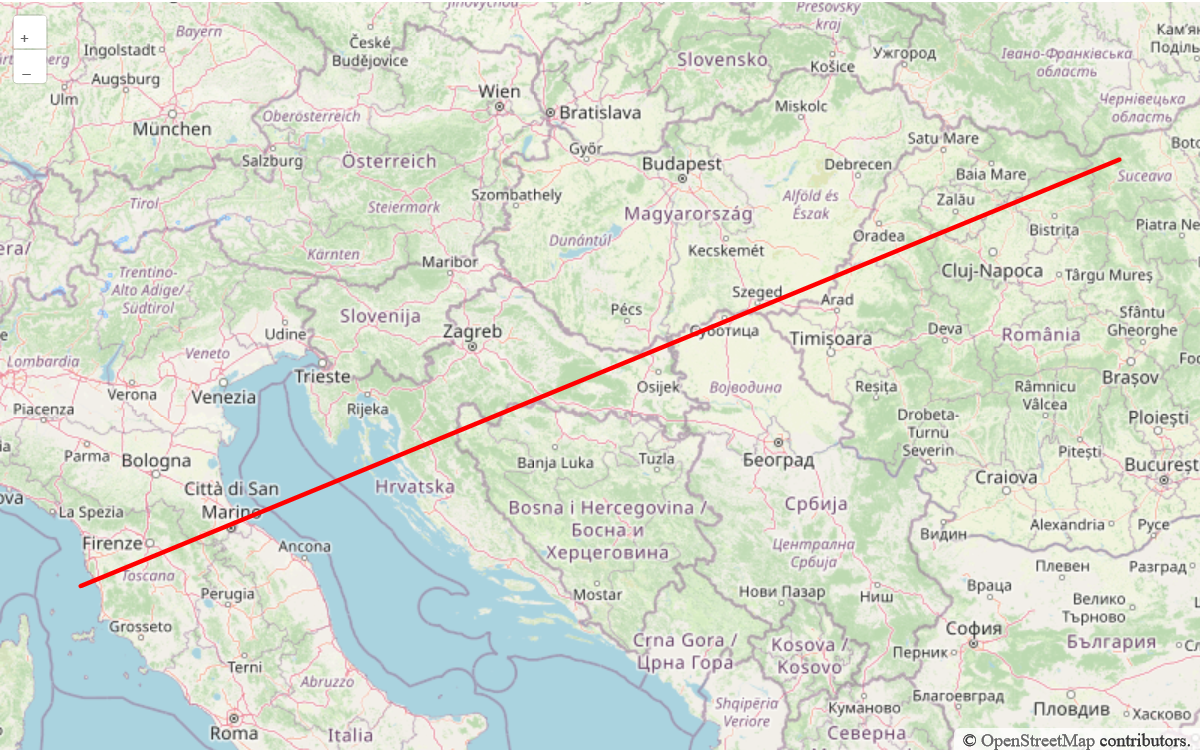 Jihovýchod
Presovský
kraj
Bayern
Ingolstadt
České
Budějovice
Slovensko
Košice
Ужгород
Івано-Франківська
область
+
−
Augsburg
Ulm
München
Oberösterreich
Wien
Bratislava
Miskolc
Чернівецька
область
Salzburg
Österreich
Győr
Budapest
Debrecen
Satu Mare
Baia Mare
Suceava
Tirol
Steiermark
Szombathely
Magyarország
Alföld és
Észak
Zalău
Bistrița
Kärnten
Maribor
Dunántúl
Kecskemét
Oradea
Cluj-Napoca
Târgu Mureș
Trentino-
Alto Adige/
Südtirol
Udine
Slovenija
Zagreb
Pécs
Szeged
Суботица
Arad
Timișoara
Deva
România
Sfântu
Gheorghe
Lombardia
Veneto
Verona
Venezia
Trieste
Rijeka
Osijek
Војводина
Reșița
Râmnicu
Vâlcea
Brașov
Piacenza
Parma
Bologna
Hrvatska
Banja Luka
Tuzla
Београд
Drobeta-
Turnu
Severin
Pitești
Ploiești
Craiova
București
La Spezia
Città di San
Marino
Bosna i Hercegovina /
Босна и
Херцеговина
Србија
Централна
Србија
Видин
Alexandria
Русе
Firenze
Toscana
Ancona
Perugia
Mostar
Нови Пазар
Ниш
Враца
Плевен
Разград
Велико
Търново
Grosseto
Terni
Crna Gora /
Црна Гора
Kosova /
Kosovo
Перник
София
България
Abruzzo
Roma
Italia
Shqipëria
Veriore
Куманово
Северна
Благоевград
Пловдив
Хасково
© OpenStreetMap contributors.